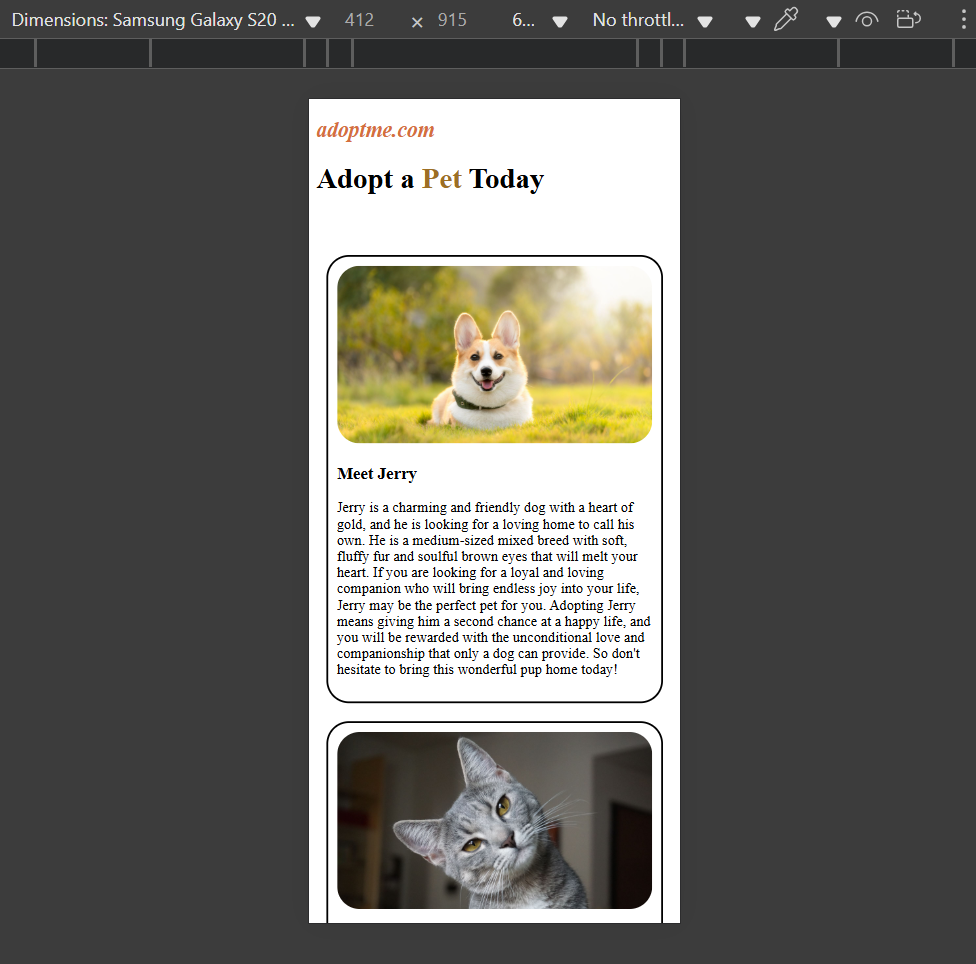 Dimensions: Samsung Galaxy S20 ... 412 × 915 6... No throttl...
adoptme.com
Adopt a Pet Today
Meet Jerry
Jerry is a charming and friendly dog with a heart of
gold, and he is looking for a loving home to call his
own. He is a medium-sized mixed breed with soft,
fluffy fur and soulful brown eyes that will melt your
heart. If you are looking for a loyal and loving
companion who will bring endless joy into your life,
Jerry may be the perfect pet for you. Adopting Jerry
means giving him a second chance at a happy life, and
you will be rewarded with the unconditional love and
companionship that only a dog can provide. So don't
hesitate to bring this wonderful pup home today!